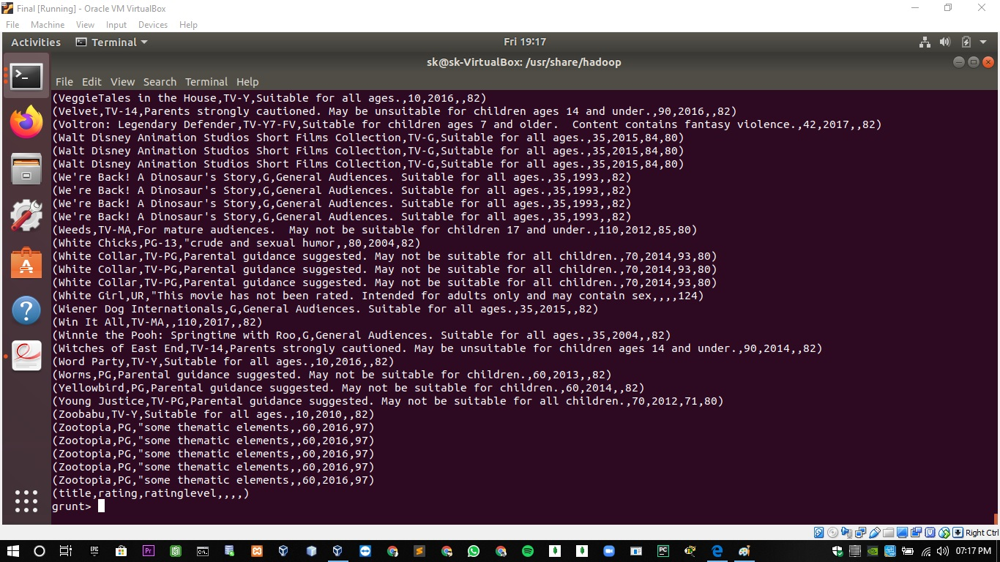 Final [Running] - Oracle VM VirtualBox
File Machine View Input Devices Help
Activities Terminal Fri 19:17
sk@sk-VirtualBox: /usr/share/hadoop
File Edit View Search Terminal Help
(VeggieTales in the House,TV-Y,Suitable for all ages.,10,2016,,82)
(Velvet,TV-14,Parents strongly cautioned. May be unsuitable for children ages 14 and under.,90,2016,,82)
(Voltron: Legendary Defender,TV-Y7-FV,Suitable for children ages 7 and older.  Content contains fantasy violence.,42,2017,,82)
(Walt Disney Animation Studios Short Films Collection,TV-G,Suitable for all ages.,35,2015,84,80)
(Walt Disney Animation Studios Short Films Collection,TV-G,Suitable for all ages.,35,2015,84,80)
(Walt Disney Animation Studios Short Films Collection,TV-G,Suitable for all ages.,35,2015,84,80)
(We're Back! A Dinosaur's Story,G,General Audiences. Suitable for all ages.,35,1993,,82)
(We're Back! A Dinosaur's Story,G,General Audiences. Suitable for all ages.,35,1993,,82)
(We're Back! A Dinosaur's Story,G,General Audiences. Suitable for all ages.,35,1993,,82)
(We're Back! A Dinosaur's Story,G,General Audiences. Suitable for all ages.,35,1993,,82)
(Weeds,TV-MA,For mature audiences.  May not be suitable for children 17 and under.,110,2012,85,80)
(White Chicks,PG-13,"crude and sexual humor,,80,2004,82)
(White Collar,TV-PG,Parental guidance suggested. May not be suitable for all children.,70,2014,93,80)
(White Collar,TV-PG,Parental guidance suggested. May not be suitable for all children.,70,2014,93,80)
(White Collar,TV-PG,Parental guidance suggested. May not be suitable for all children.,70,2014,93,80)
(White Girl,UR,"This movie has not been rated. Intended for adults only and may contain sex,,,,124)
(Wiener Dog Internationals,G,General Audiences. Suitable for all ages.,35,2015,,82)
(Win It All,TV-MA,,110,2017,,82)
(Winnie the Pooh: Springtime with Roo,G,General Audiences. Suitable for all ages.,35,2004,,82)
(Witches of East End,TV-14,Parents strongly cautioned. May be unsuitable for children ages 14 and under.,90,2014,,82)
(Word Party,TV-Y,Suitable for all ages.,10,2016,,82)
(Worms,PG,Parental guidance suggested. May not be suitable for children.,60,2013,,82)
(Yellowbird,PG,Parental guidance suggested. May not be suitable for children.,60,2014,,82)
(Young Justice,TV-PG,Parental guidance suggested. May not be suitable for all children.,70,2012,71,80)
(Zoobabu,TV-Y,Suitable for all ages.,10,2010,,82)
(Zootopia,PG,"some thematic elements,,60,2016,97)
(Zootopia,PG,"some thematic elements,,60,2016,97)
(Zootopia,PG,"some thematic elements,,60,2016,97)
(Zootopia,PG,"some thematic elements,,60,2016,97)
(Zootopia,PG,"some thematic elements,,60,2016,97)
(title,rating,ratinglevel,,,,)
grunt>
Right Ctrl
EPIC Pr PC 07:17 PM